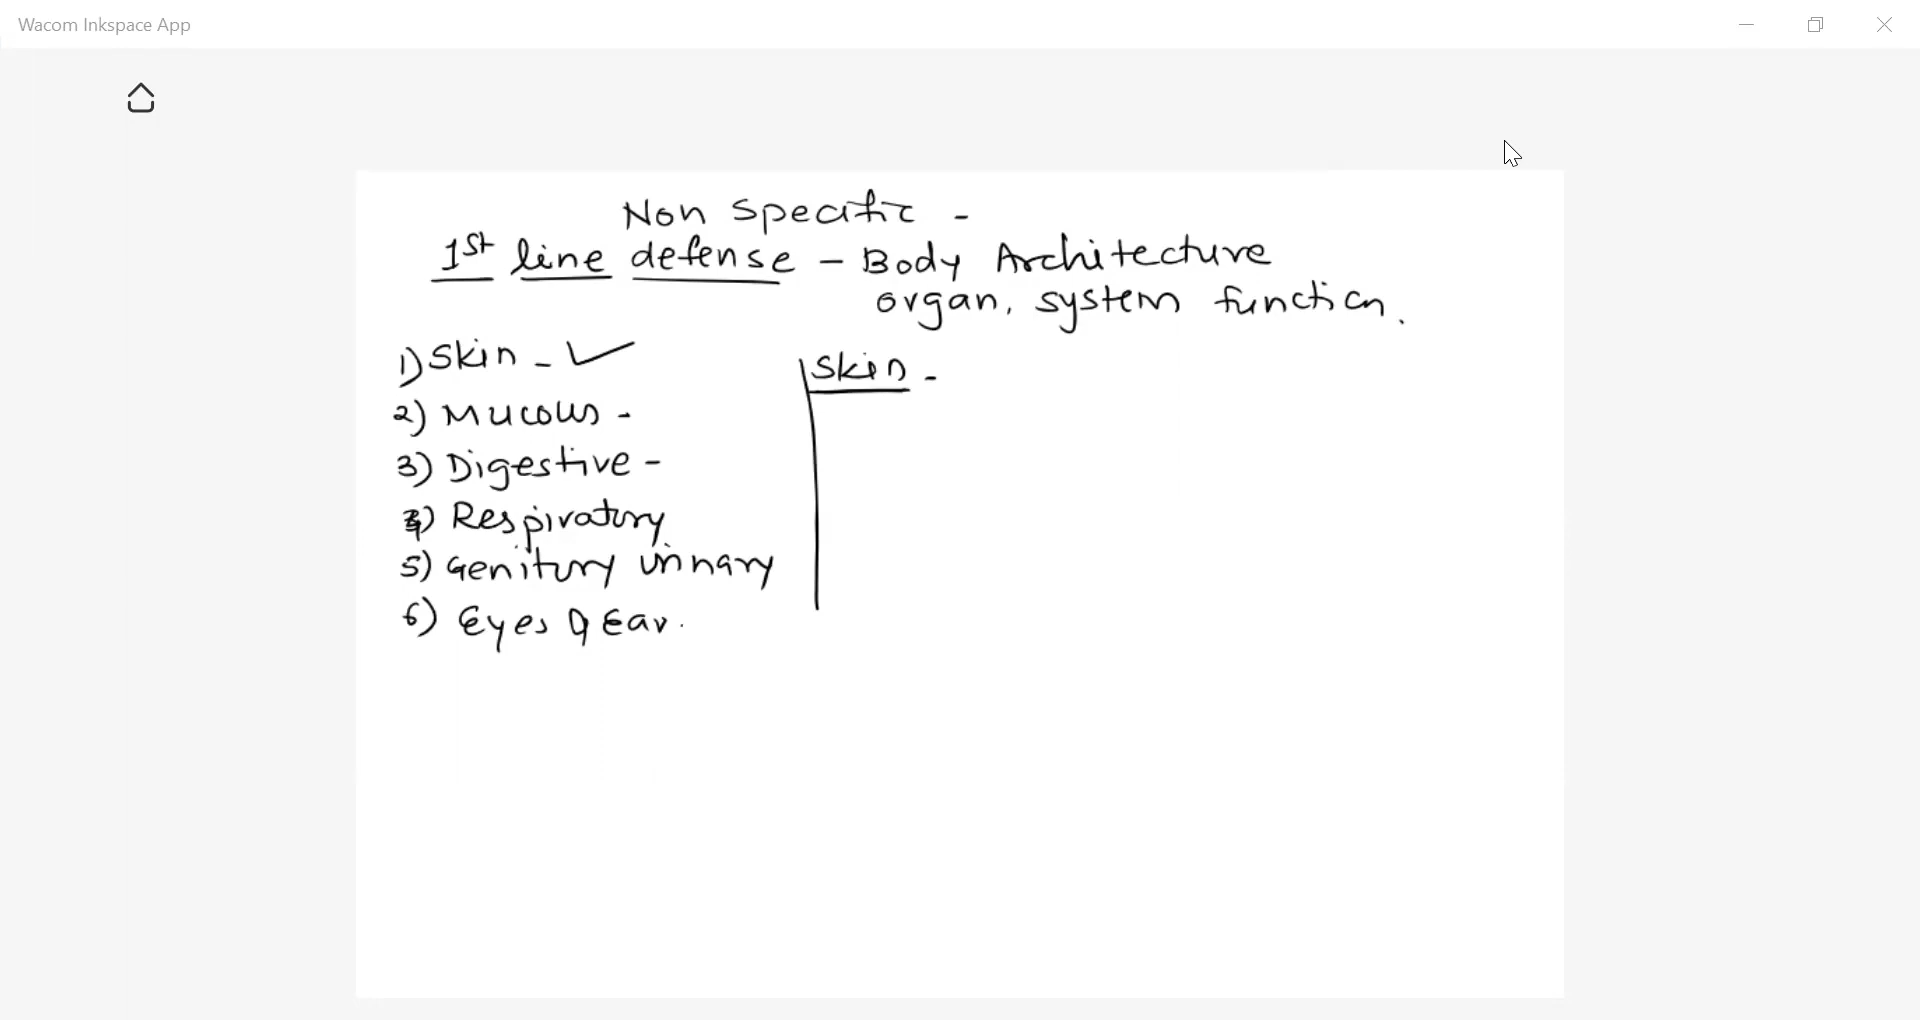 Wacom Inkspace App
Non specific -
1st line defense - Body Architecture
organ, system function.
1) Skin - ✓
2) Mucous -
3) Digestive -
4) Respiratory
5) Genitory urinary
6) Eyes & Ear.
Skin -